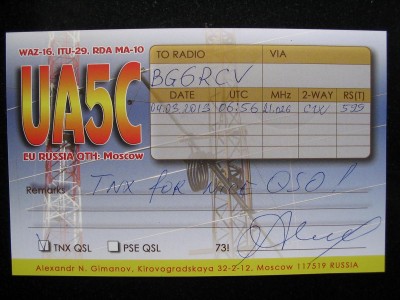 WAZ-16, ITU-29, RDA MA-10
UA5C
EU RUSSIA QTH: Moscow
TO RADIO VIA
BG6RCV
DATE UTC MHz 2-WAY RS[T]
04.03.2013 06:56 21.026 CW 599
Remarks TNX FOR NICE QSO!
TNX QSL PSE QSL 73!
Alexandr N. Gimanov, Kirovogradskaya 32-2-12, Moscow 117519 RUSSIA